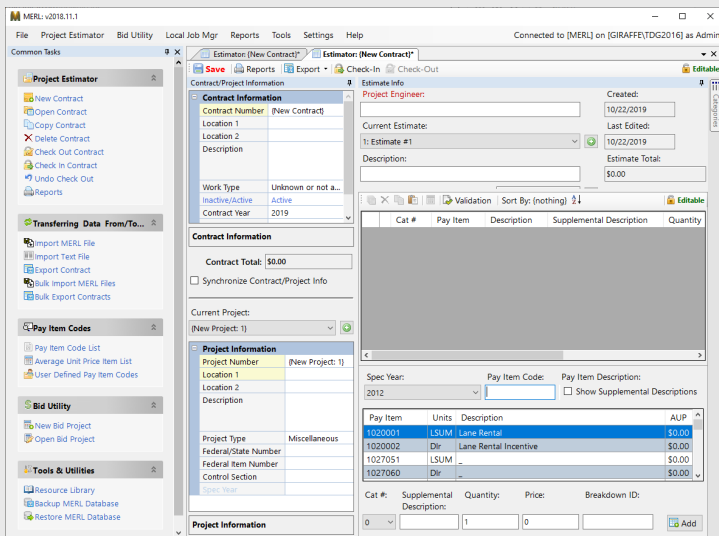 MERL: v2018.11.1
File Project Estimator Bid Utility Local Job Mgr Reports Tools Settings Help Connected to [MERL] on [GIRAFFE\TDG2016] as Admin
Common Tasks
Project Estimator
New Contract
Open Contract
Copy Contract
Delete Contract
Check Out Contract
Check In Contract
Undo Check Out
Reports
Transferring Data From/To...
Import MERL File
Import Text File
Export Contract
Bulk Import MERL Files
Bulk Export Contracts
Pay Item Codes
Pay Item Code List
Average Unit Price Item List
User Defined Pay Item Codes
Bid Utility
New Bid Project
Open Bid Project
Tools & Utilities
Resource Library
Backup MERL Database
Restore MERL Database
Estimator: {New Contract}* Estimator: {New Contract}*
Save Reports Export Check-In Check-Out Editable
Contract/Project Information
Contract Information
Contract Number {New Contract}
Location 1
Location 2
Description
Work Type Unknown or not a...
Inactive/Active Active
Contract Year 2019
Contract Information
Contract Total: $0.00
Synchronize Contract/Project Info
Current Project:
{New Project: 1}
Project Information
Project Number {New Project: 1}
Location 1
Location 2
Description
Project Type Miscellaneous
Federal/State Number
Federal Item Number
Control Section
Spec Year
Project Information
Estimate Info
Project Engineer: Created:
10/22/2019
Current Estimate: Last Edited:
1: Estimate #1 10/22/2019
Description: Estimate Total:
$0.00
Categories
Validation Sort By: {nothing} Editable
Cat # Pay Item Description Supplemental Description Quantity
Spec Year: Pay Item Code: Pay Item Description:
2012 Show Supplemental Descriptions
Pay Item Units Description AUP
1020001 LSUM Lane Rental $0.00
1020002 Dlr Lane Rental Incentive $0.00
1027051 LSUM _ $0.00
1027060 Dlr _ $0.00
Cat #: Supplemental Description: Quantity: Price: Breakdown ID:
0 1 0 Add